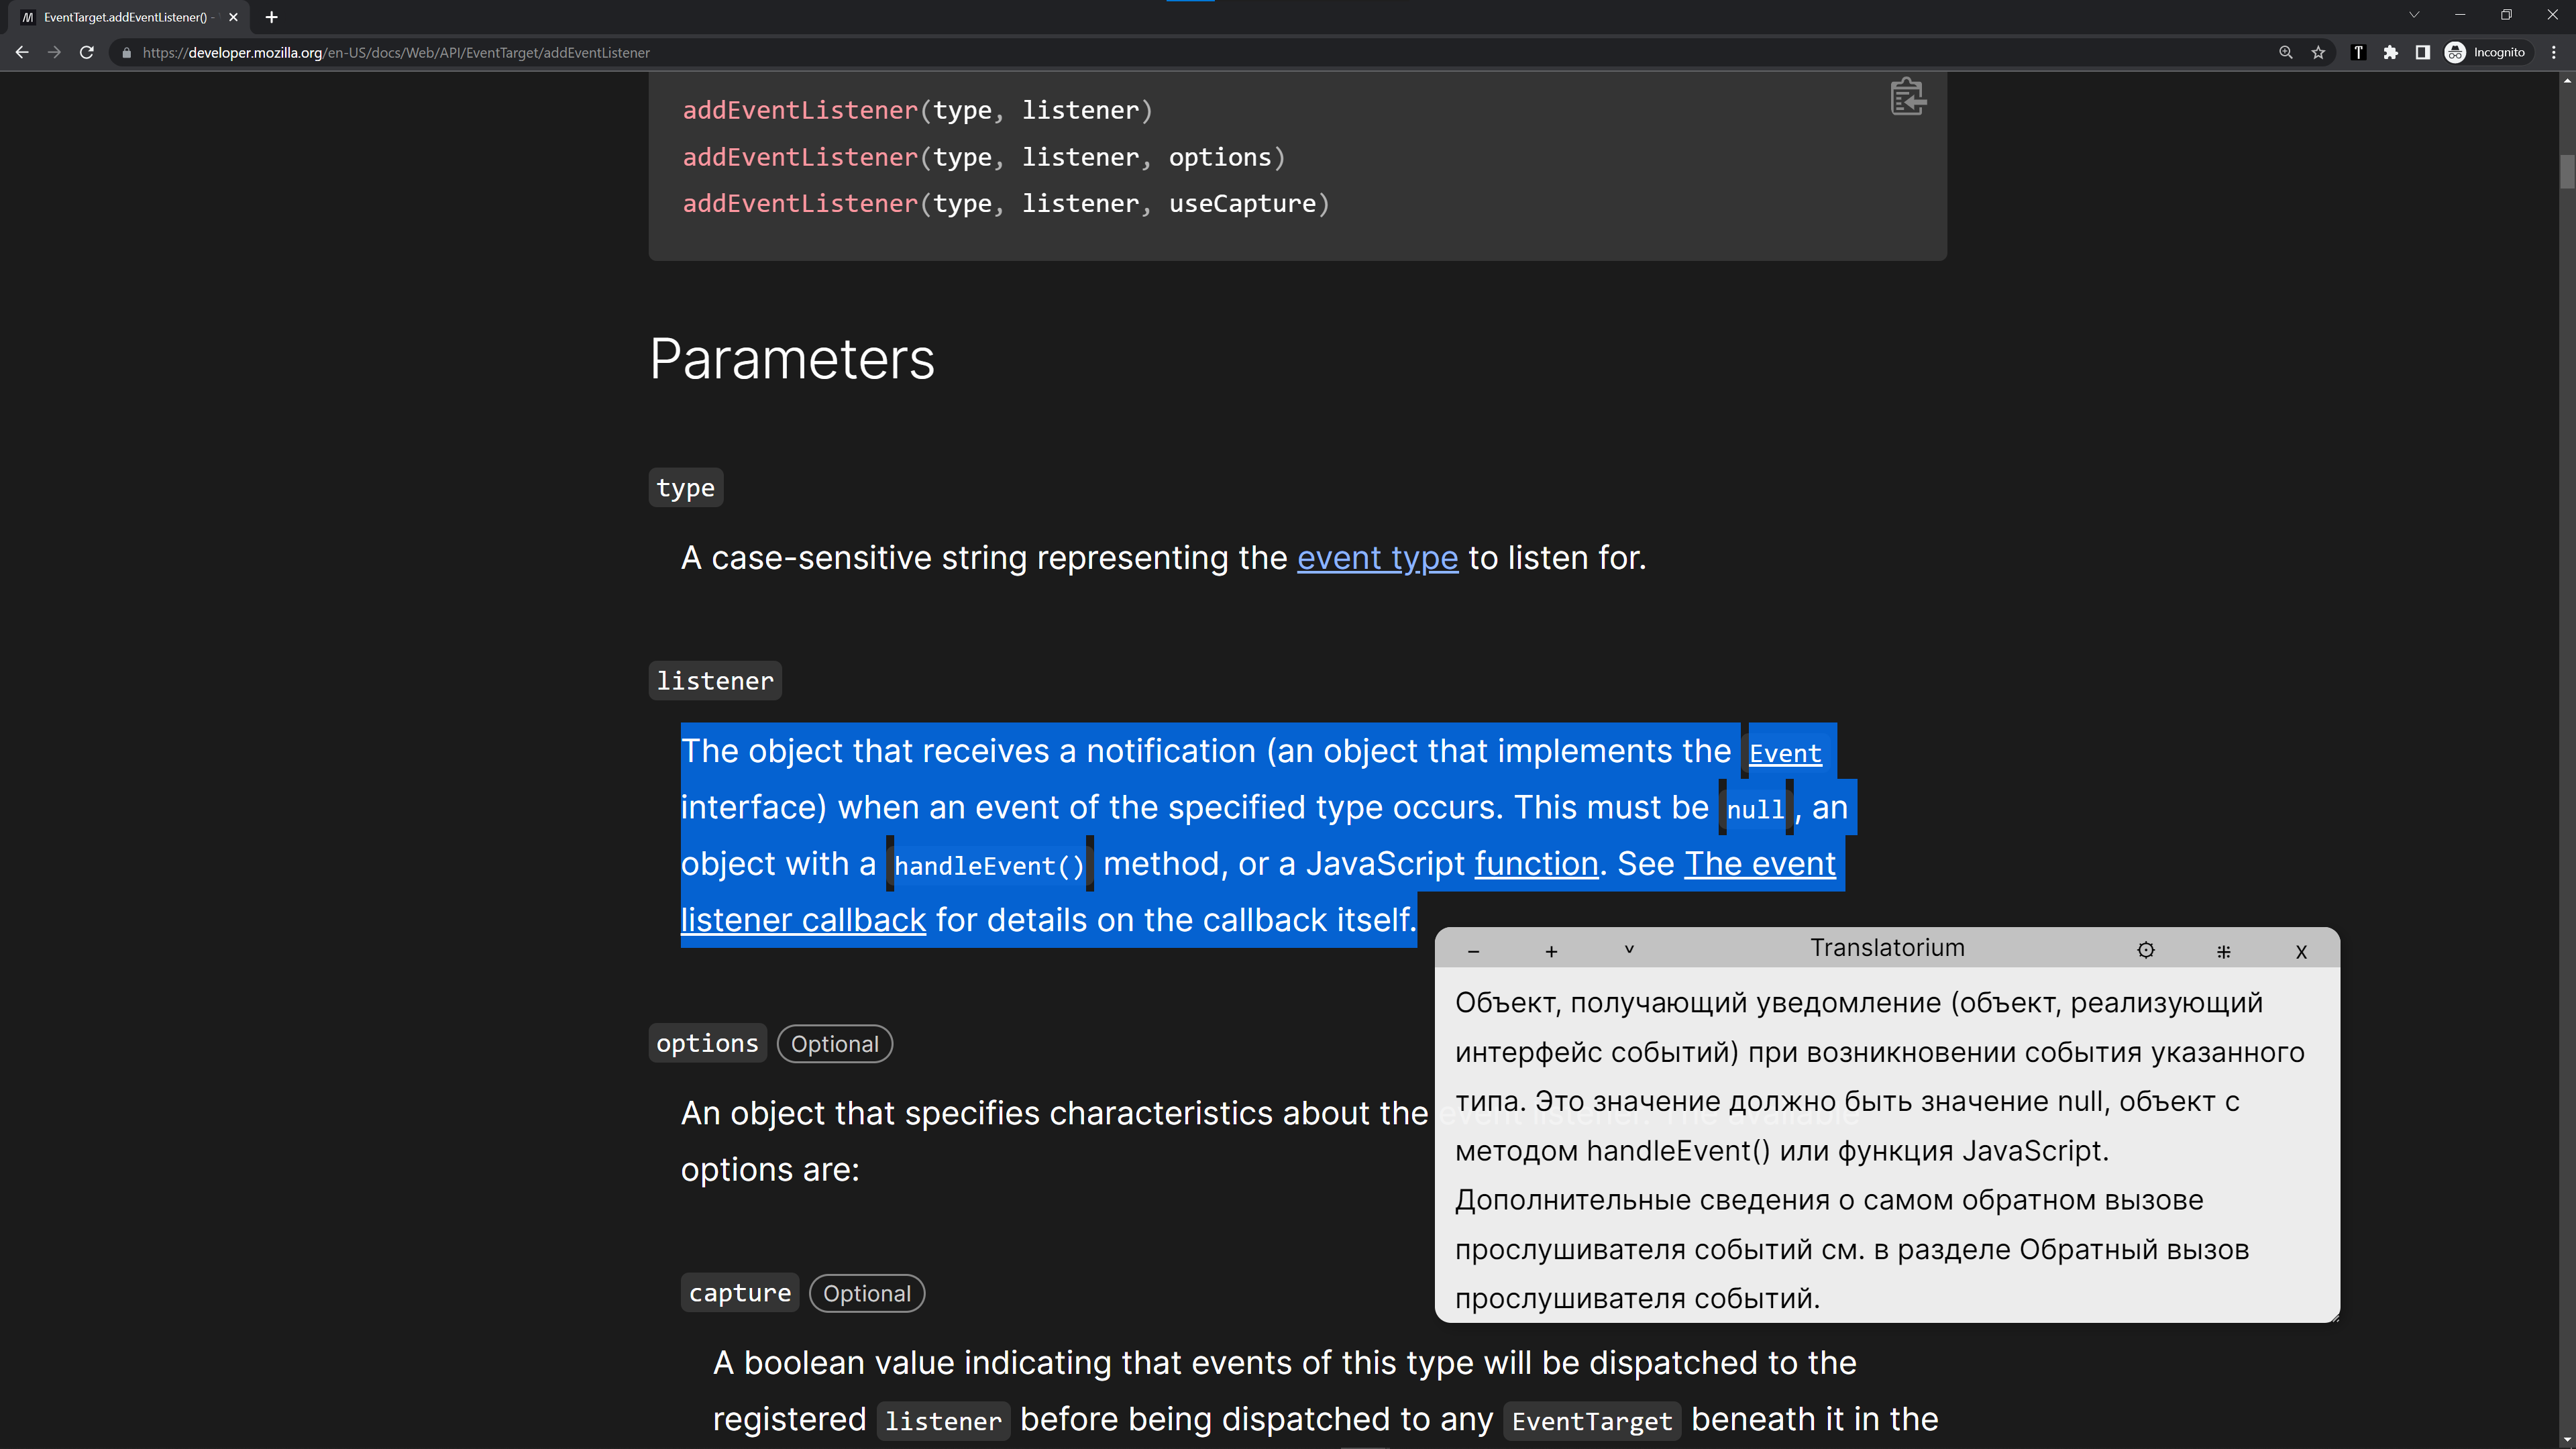 EventTarget.addEventListener() -
https://developer.mozilla.org/en-US/docs/Web/API/EventTarget/addEventListener
Incognito
addEventListener(type, listener)
addEventListener(type, listener, options)
addEventListener(type, listener, useCapture)
Parameters
type
A case-sensitive string representing the event type to listen for.
listener
The object that receives a notification (an object that implements the Event
interface) when an event of the specified type occurs. This must be null, an
object with a handleEvent() method, or a JavaScript function. See The event
listener callback for details on the callback itself.
− + v Translatorium x
Объект, получающий уведомление (объект, реализующий
интерфейс событий) при возникновении события указанного
типа. Это значение должно быть значение null, объект с
методом handleEvent() или функция JavaScript.
Дополнительные сведения о самом обратном вызове
прослушивателя событий см. в разделе Обратный вызов
прослушивателя событий.
options Optional
An object that specifies characteristics about the event listener. The available
options are:
capture Optional
A boolean value indicating that events of this type will be dispatched to the
registered listener before being dispatched to any EventTarget beneath it in the